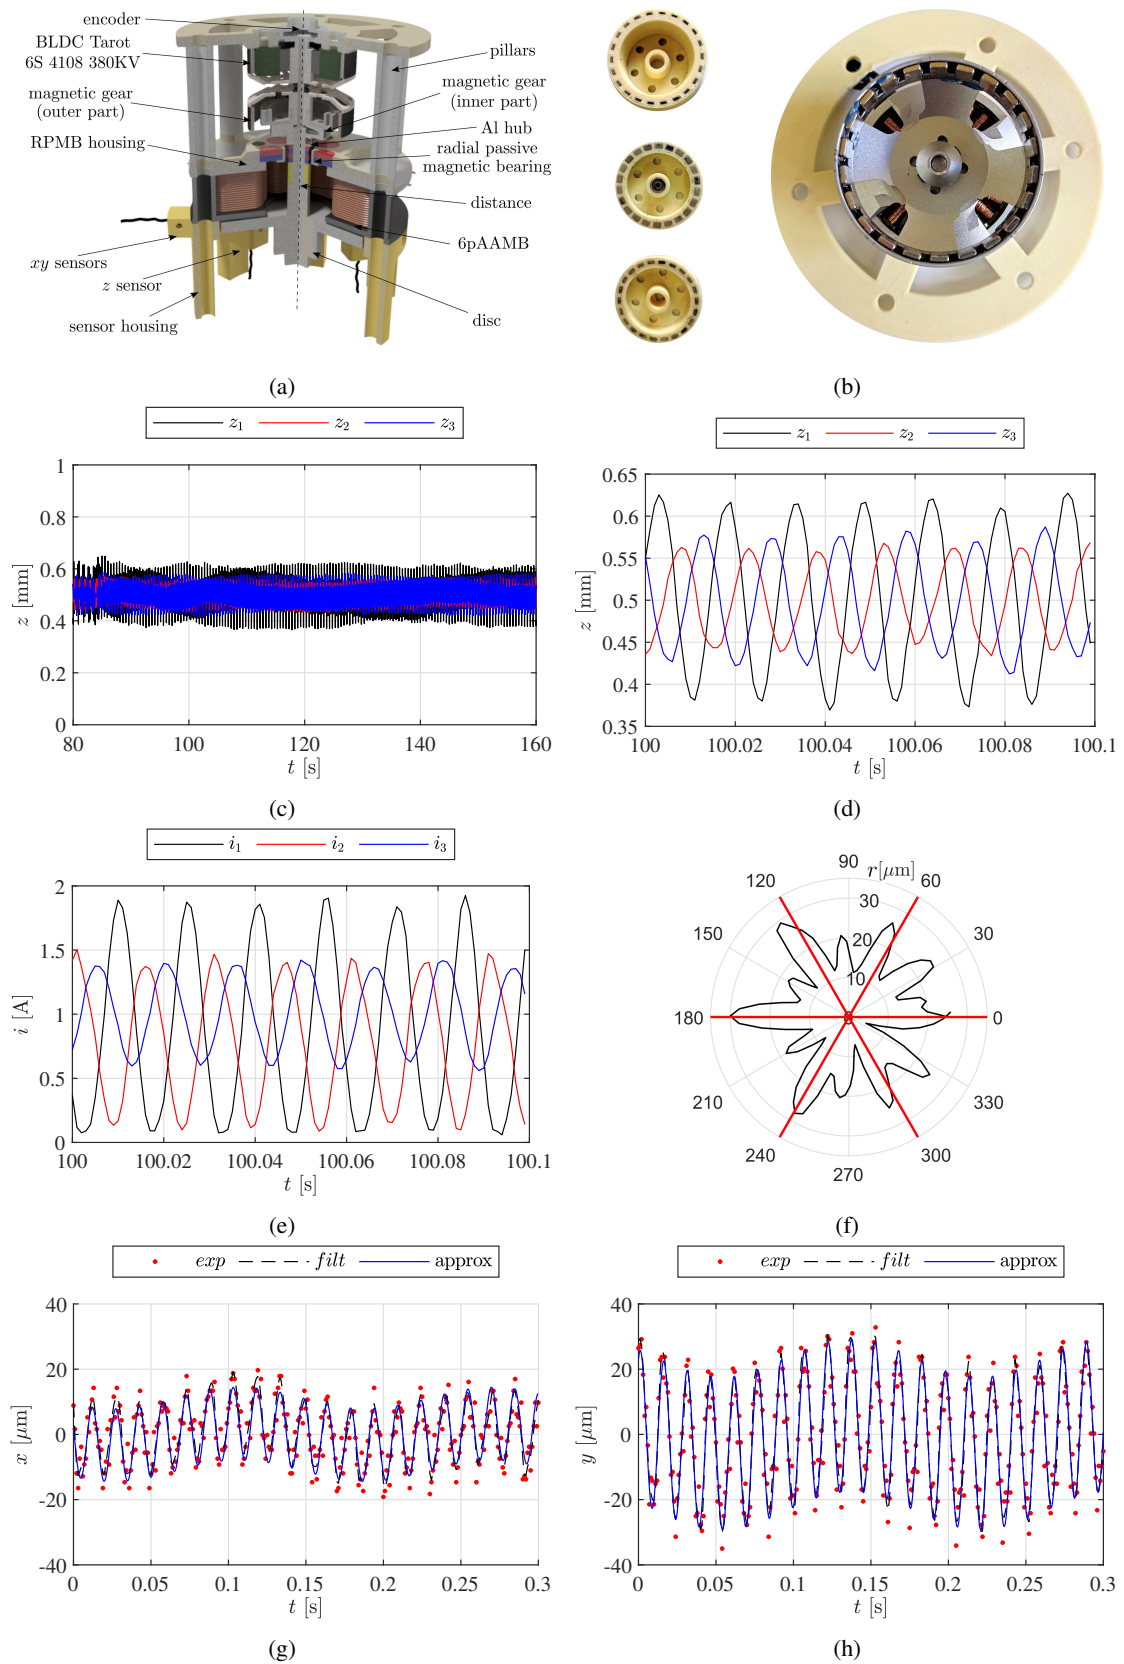 encoder
BLDC Tarot
6S 4108 380KV
magnetic gear
(outer part)
RPMB housing
xy sensors
z sensor
sensor housing
pillars
magnetic gear
(inner part)
Al hub
radial passive
magnetic bearing
distance
6pAAMB
disc
(a)
(b)
z1 z2 z3
1
0.8
0.6
0.4
0.2
0
z [mm]
80 100 120 140 160
t [s]
(c)
z1 z2 z3
0.65
0.6
0.55
0.5
0.45
0.4
0.35
z [mm]
100 100.02 100.04 100.06 100.08 100.1
t [s]
(d)
i1 i2 i3
2
1.5
1
0.5
0
i [A]
100 100.02 100.04 100.06 100.08 100.1
t [s]
(e)
90
r[μm]
120
60
30
150
30
20
10
180
0
0
210
330
240
300
270
(f)
exp filt approx
40
20
0
-20
-40
x [μm]
0 0.05 0.1 0.15 0.2 0.25 0.3
t [s]
(g)
exp filt approx
40
20
0
-20
-40
y [μm]
0 0.05 0.1 0.15 0.2 0.25 0.3
t [s]
(h)